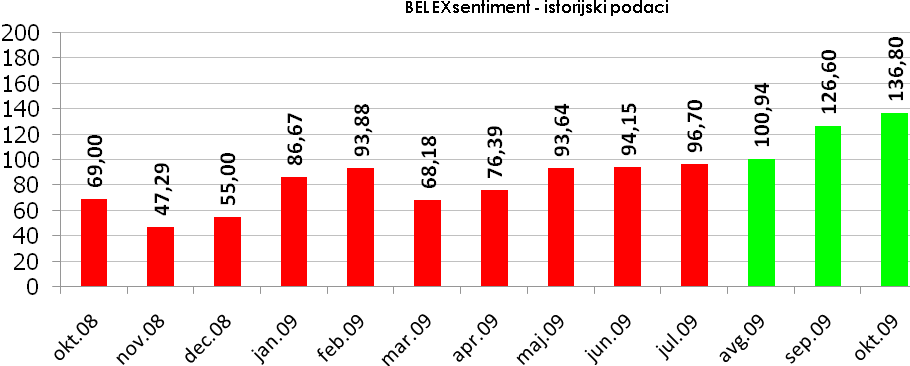 BELEXsentiment - istorijski podaci
200
180
160
140
120
100
80
60
40
20
0
69,00
47,29
55,00
86,67
93,88
68,18
76,39
93,64
94,15
96,70
100,94
126,60
136,80
okt.08
nov.08
dec.08
jan.09
feb.09
mar.09
apr.09
maj.09
jun.09
jul.09
avg.09
sep.09
okt.09